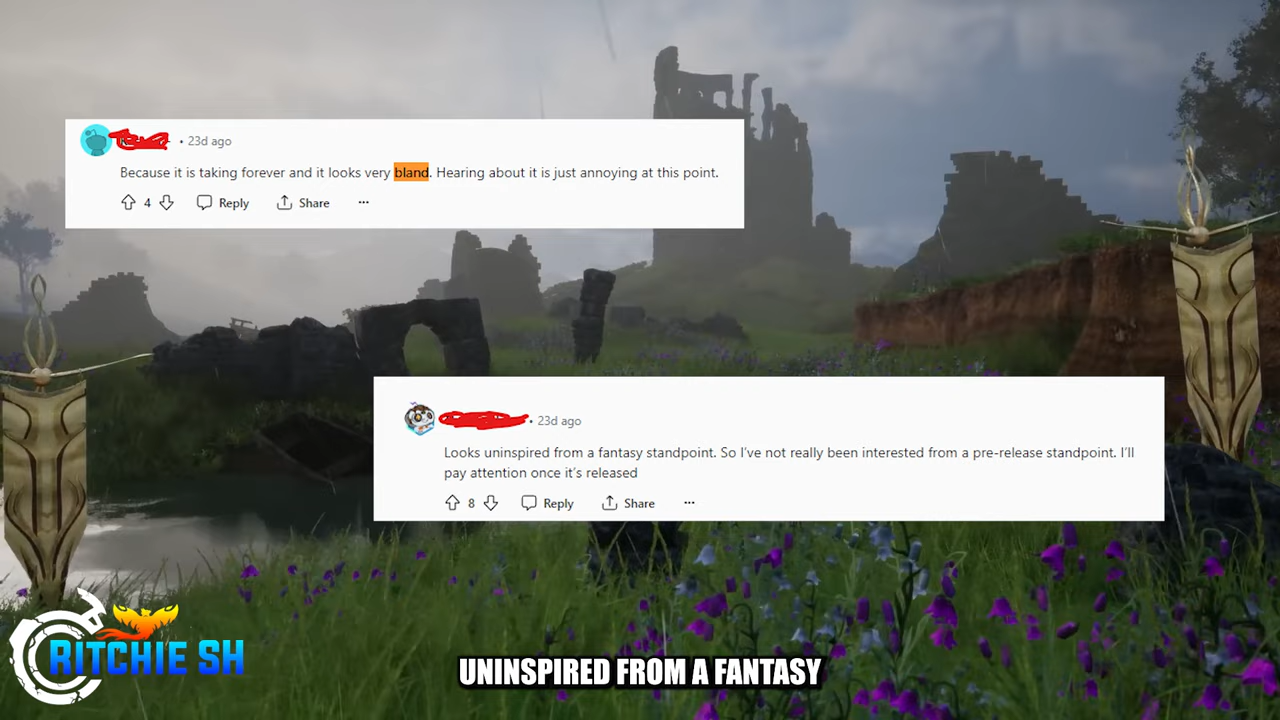 • 23d ago
Because it is taking forever and it looks very bland. Hearing about it is just annoying at this point.
4 Reply Share ...
• 23d ago
Looks uninspired from a fantasy standpoint. So I've not really been interested from a pre-release standpoint. I'll
pay attention once it's released
8 Reply Share ...
RITCHIE SH
UNINSPIRED FROM A FANTASY